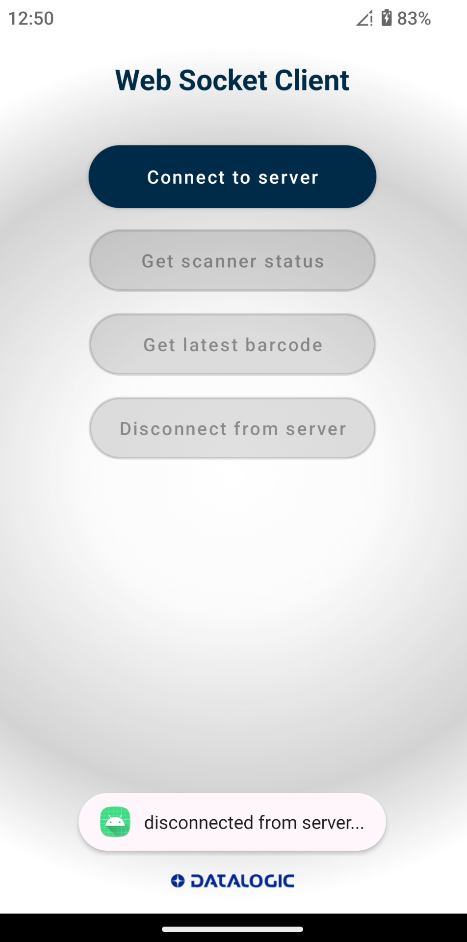 12:50
83%
Web Socket Client
Connect to server
Get scanner status
Get latest barcode
Disconnect from server
disconnected from server...
DATALOGIC